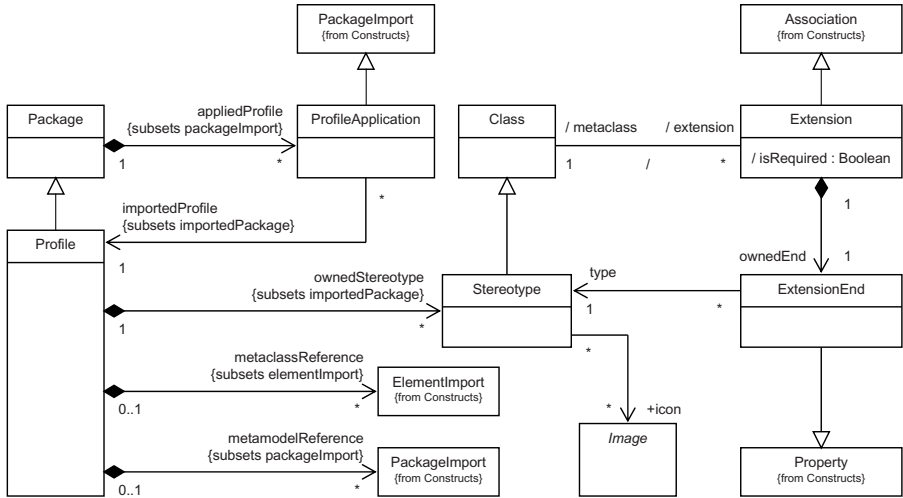 PackageImport
{from Constructs}
Association
{from Constructs}
Package
appliedProfile
{subsets packageImport}
1
*
ProfileApplication
Class
/ metaclass
/ extension
1
/
*
Extension
/ isRequired : Boolean
*
1
importedProfile
{subsets importedPackage}
1
Profile
ownedEnd
1
ownedStereotype
{subsets importedPackage}
1
*
Stereotype
type
1
*
ExtensionEnd
*
metaclassReference
{subsets elementImport}
0..1
*
ElementImport
{from Constructs}
*
+icon
Image
metamodelReference
{subsets packageImport}
0..1
*
PackageImport
{from Constructs}
Property
{from Constructs}